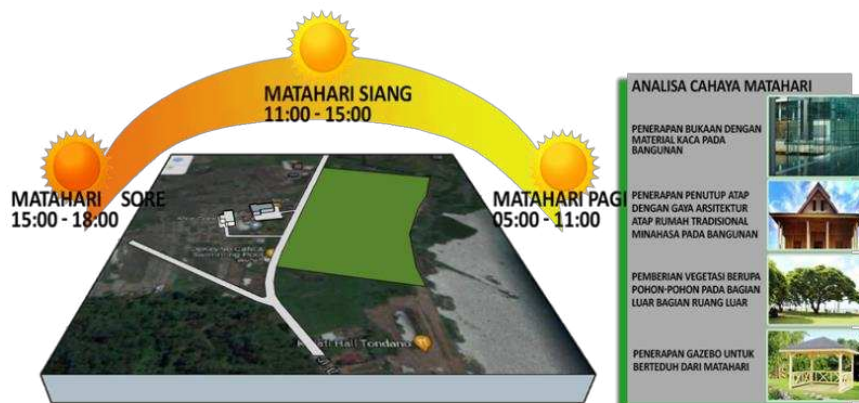 MATAHARI SIANG
11:00 - 15:00
MATAHARI SORE
15:00 - 18:00
MATAHARI PAGI
05:00 - 11:00
Hall Tondano
ANALISA CAHAYA MATAHARI
PENERAPAN BUKAAN DENGAN
MATERIAL KACA PADA
BANGUNAN
PENERAPAN PENUTUP ATAP
DENGAN GAYA ARSITEKTUR
ATAP RUMAH TRADISIONAL
MINAHASA PADA BANGUNAN
PEMBERIAN VEGETASI BERUPA
POHON-POHON PADA BAGIAN
LUAR BAGIAN RUANG LUAR
PENERAPAN GAZEBO UNTUK
BERTEDUH DARI MATAHARI